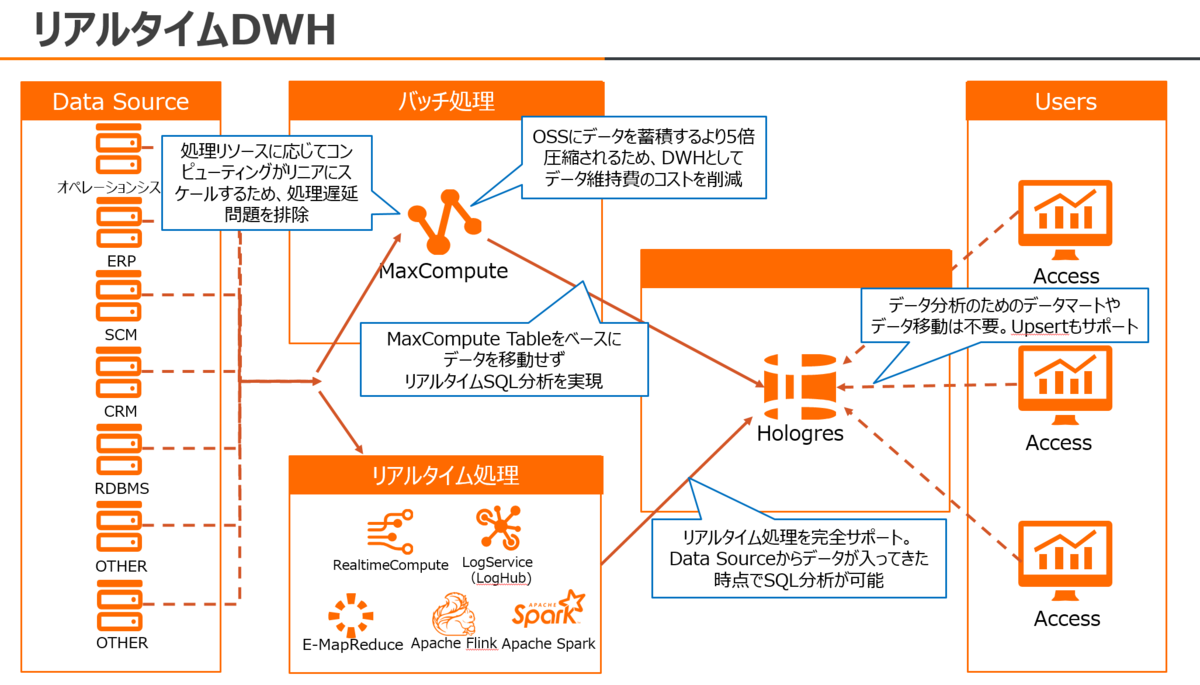 リアルタイムDWH
Data Source
オペレーションシス
ERP
SCM
CRM
RDBMS
OTHER
OTHER
バッチ処理
処理リソースに応じてコン
ピューティングがリニアにス
ケールするため、処理遅延
問題を排除
OSSにデータを蓄積するより5倍
圧縮されるため、DWHとして
データ維持費のコストを削減
MaxCompute
MaxCompute Tableをベースに
データを移動せず
リアルタイムSQL分析を実現
リアルタイム処理
RealtimeCompute
LogService
（LogHub)
E-MapReduce
Apache Flink
APACHE
Spark
Apache Spark
Hologres
リアルタイム処理を完全サポート。
Data Sourceからデータが入ってきた
時点でSQL分析が可能
Users
Access
データ分析のためのデータマートや
データ移動は不要。Upsertもサポート
Access
Access